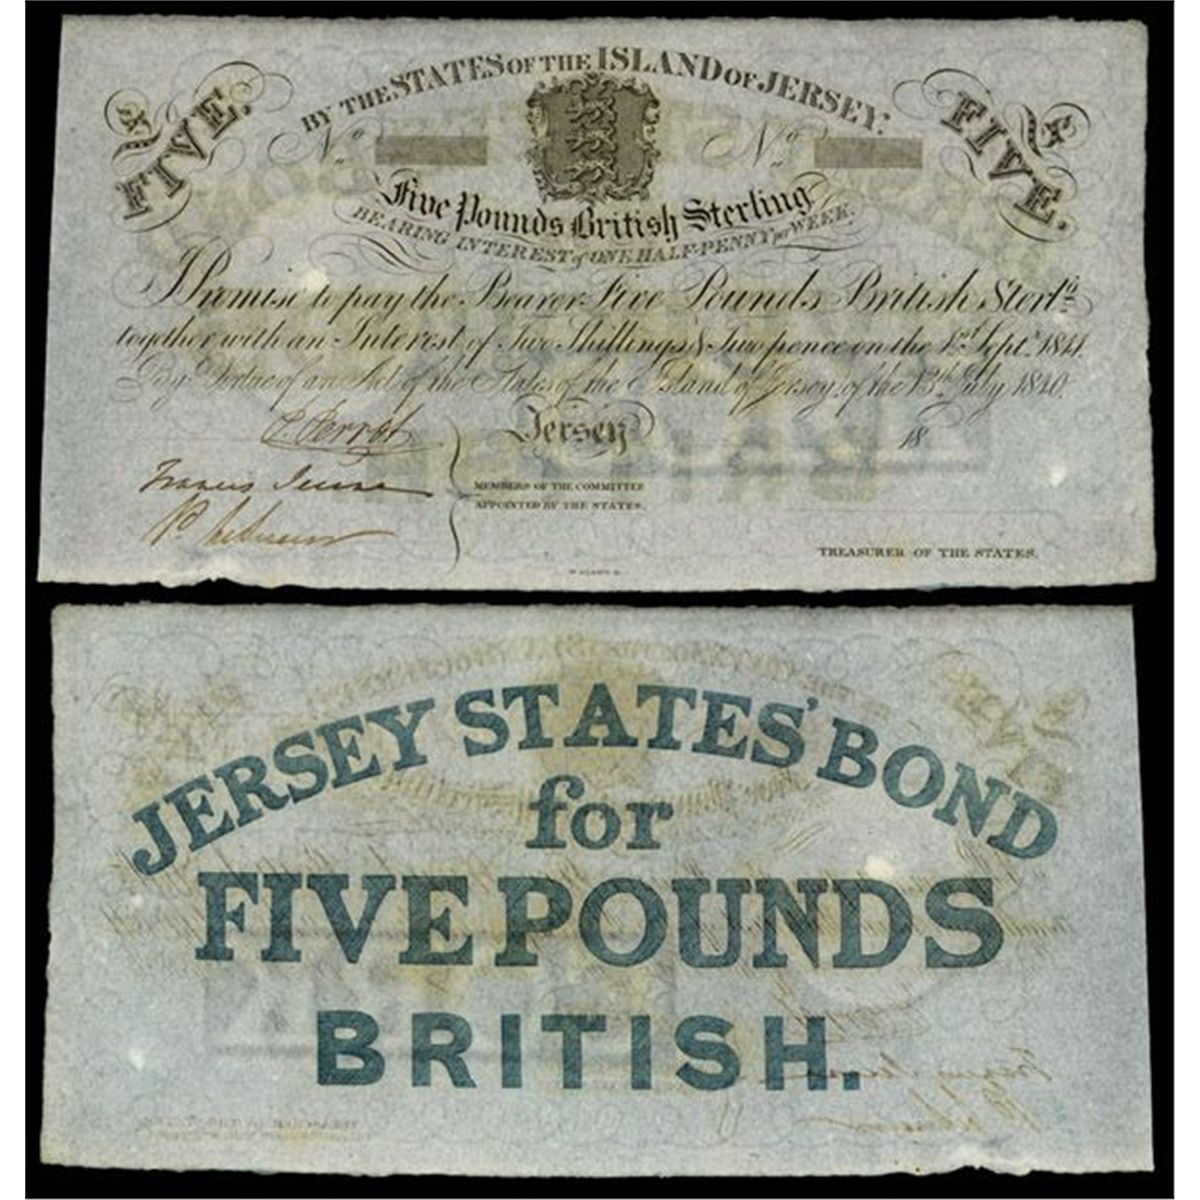 BY THE STATES OF THE ISLAND OF JERSEY.
FIVE.
FIVE.
No
No
Five Pounds British Sterling
BEARING INTEREST of ONE HALF-PENNY per WEEK.
I Promise to pay the Bearer Five Pounds British Sterlg
together with an Interest of Two Shillings & Two pence on the 1st Sept. 1841.
By Virtue of an Act of the States of the Island of Jersey, of the 13th July 1840.
Jersey 18
Francis
MEMBERS OF THE COMMITTEE
APPOINTED BY THE STATES.
TREASURER OF THE STATES.
JERSEY STATES' BOND
for
FIVE POUNDS
BRITISH.